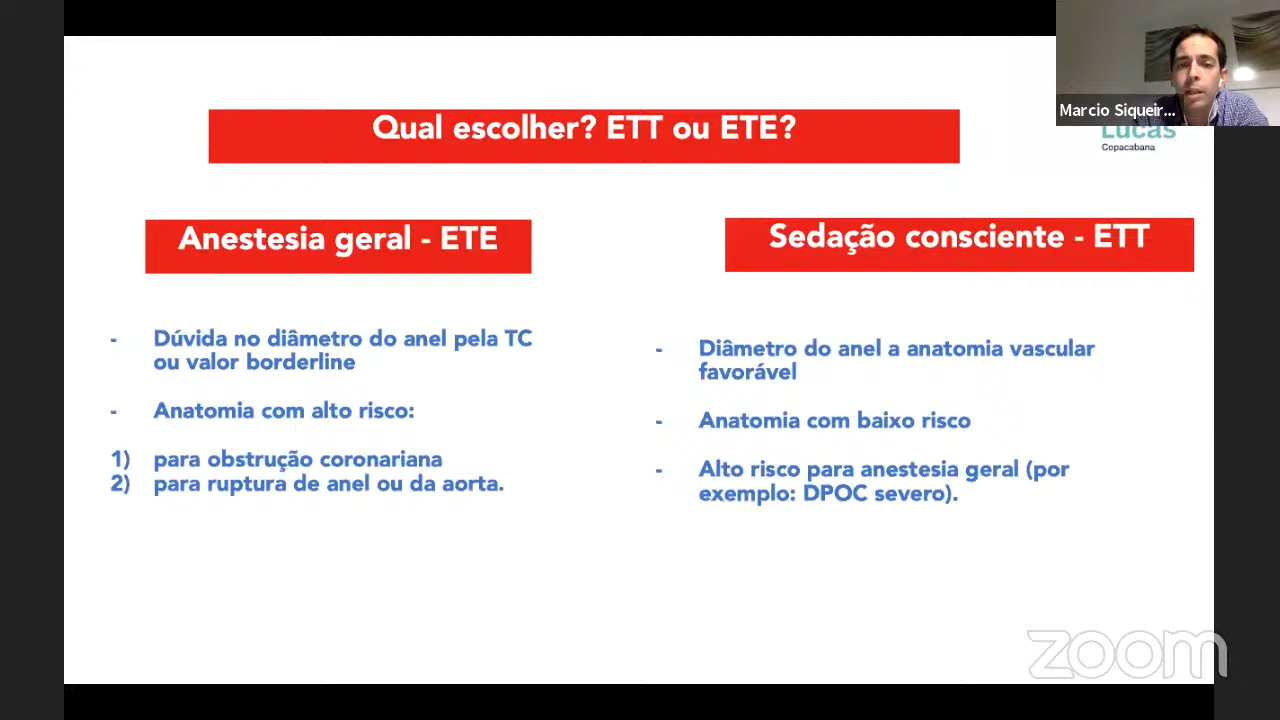 Marcio Siqueir...
Lucas
Copacabana
Qual escolher? ETT ou ETE?
Anestesia geral - ETE
- Dúvida no diâmetro do anel pela TC
ou valor borderline
- Anatomia com alto risco:
1) para obstrução coronariana
2) para ruptura de anel ou da aorta.
Sedação consciente - ETT
- Diâmetro do anel a anatomia vascular
favorável
- Anatomia com baixo risco
- Alto risco para anestesia geral (por
exemplo: DPOC severo).
zoom